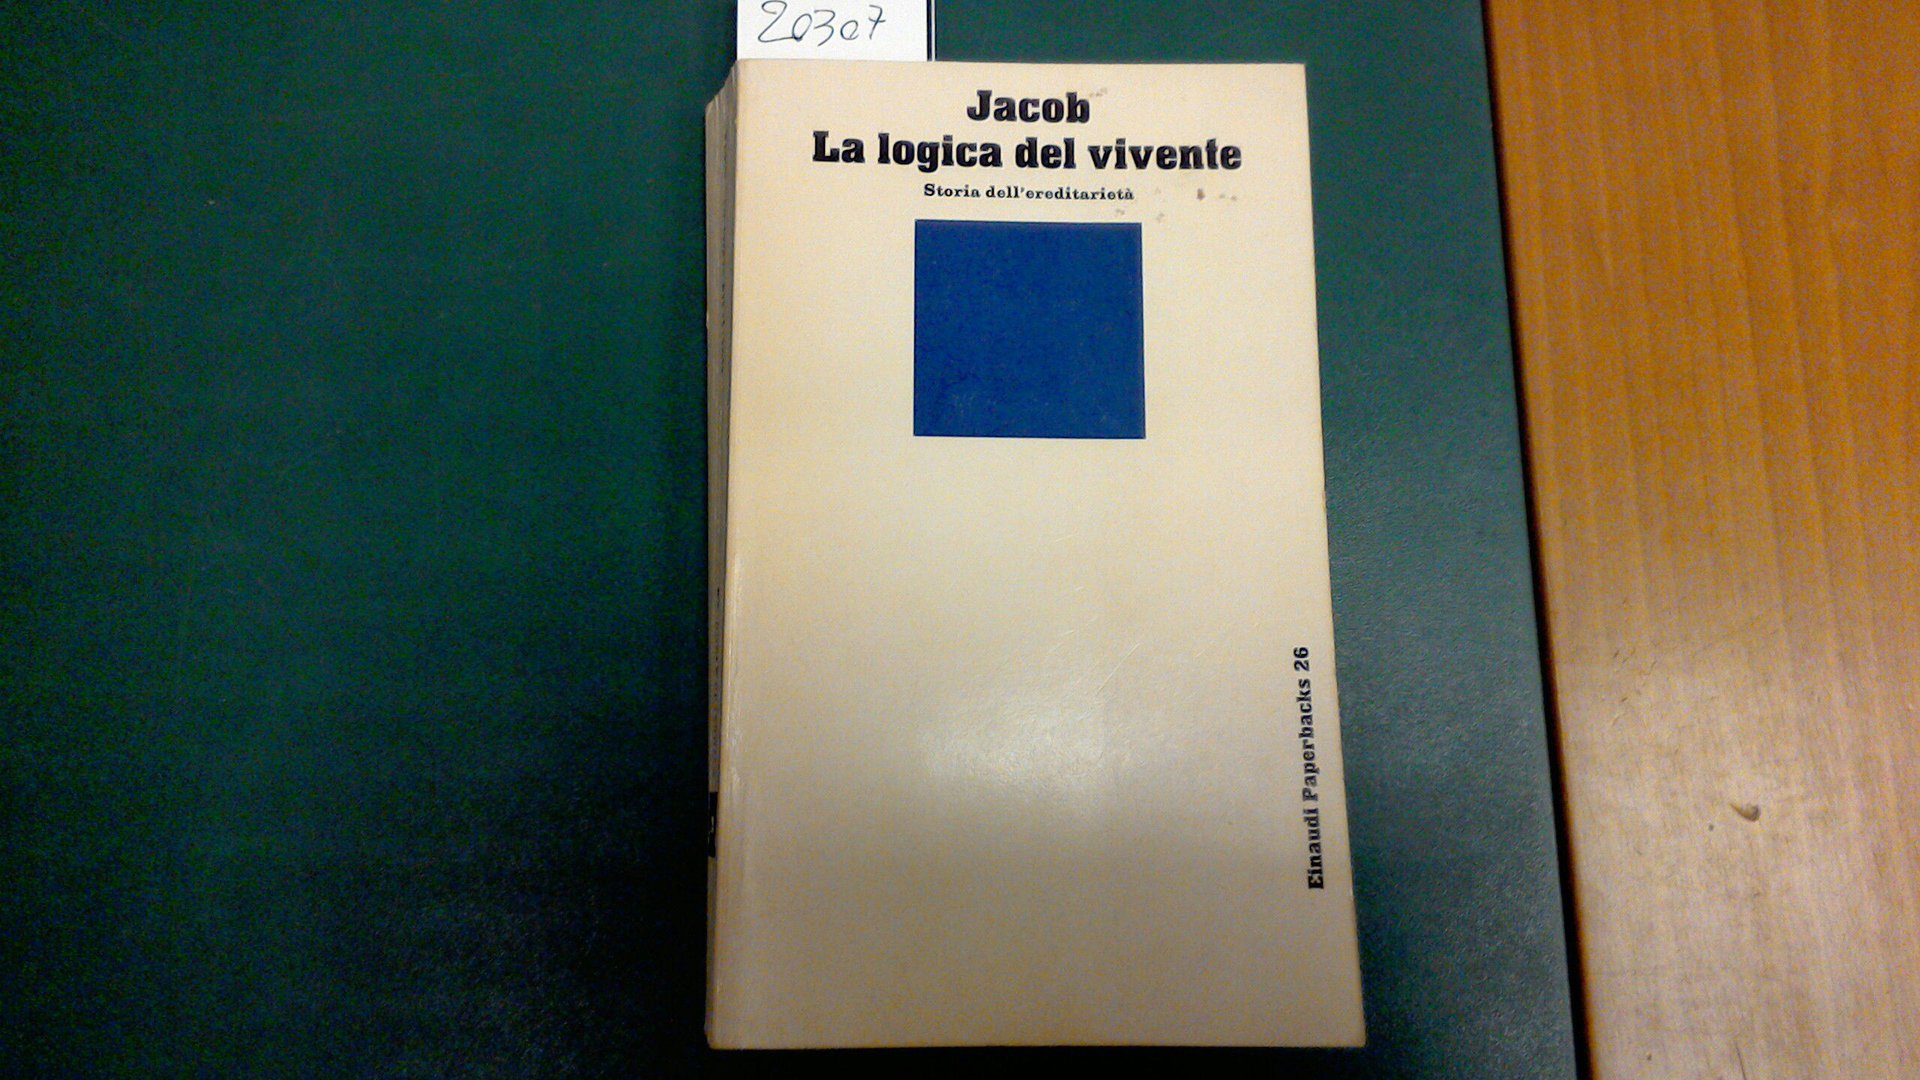 20307
Jacob
La logica del vivente
Storia dell'ereditarietà
Einaudi Paperbacks 26